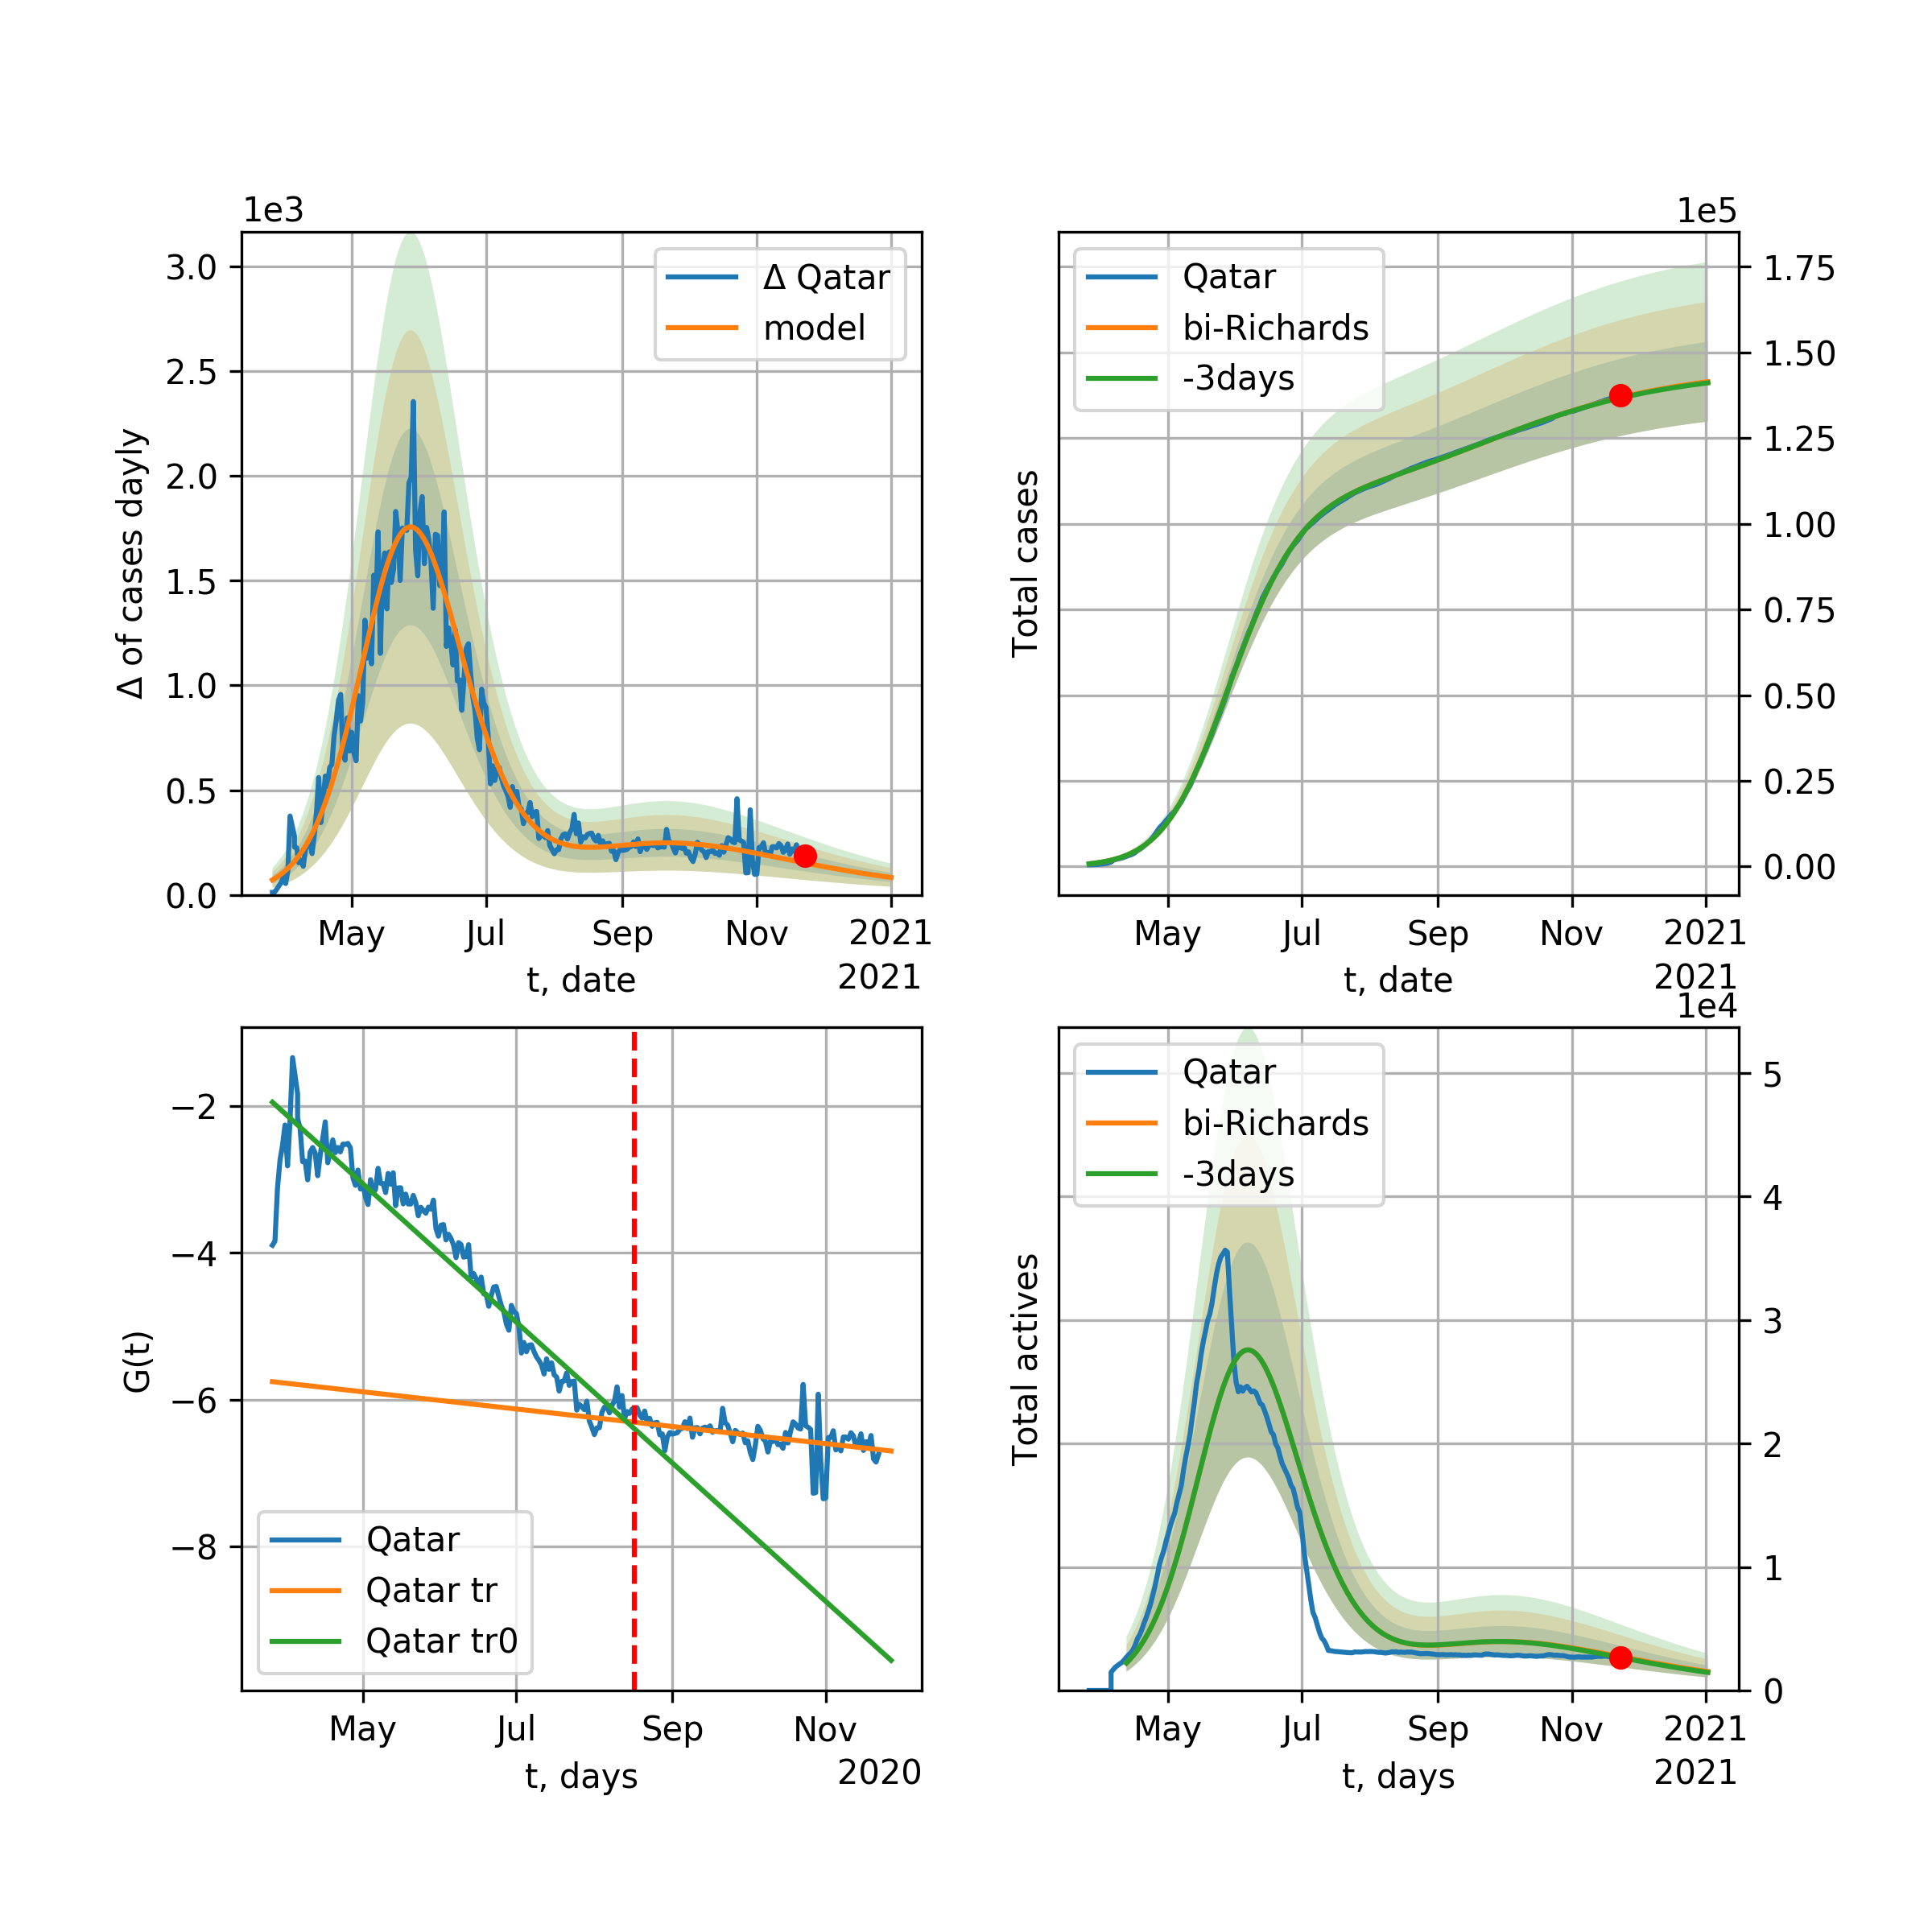 1e3
3.0
2.5
2.0
1.5
1.0
0.5
0.0
Δ of cases dayly
Δ Qatar
model
May Jul Sep Nov 2021
t, date 2021
1e5
1.75
1.50
1.25
1.00
0.75
0.50
0.25
0.00
Total cases
Qatar
bi-Richards
-3days
May Jul Sep Nov 2021
t, date 2021
−2
−4
−6
−8
G(t)
Qatar
Qatar tr
Qatar tr0
May Jul Sep Nov
t, days 2020
1e4
5
4
3
2
1
0
Total actives
Qatar
bi-Richards
-3days
May Jul Sep Nov 2021
t, days 2021